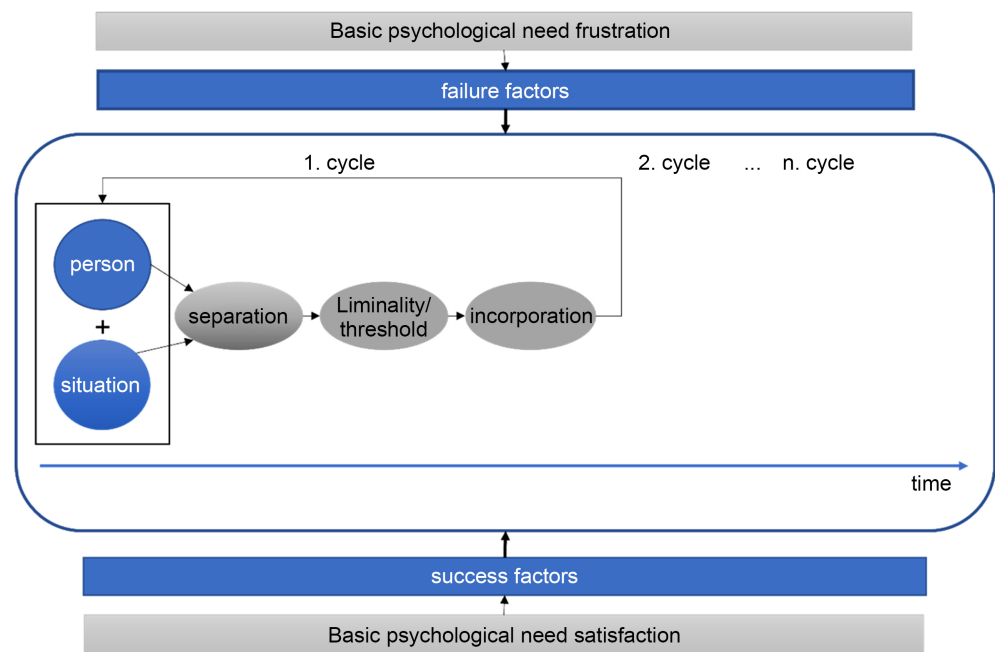 Basic psychological need frustration
failure factors
1. cycle
2. cycle ... n. cycle
person
+
situation
separation
Liminality/
threshold
incorporation
time
success factors
Basic psychological need satisfaction